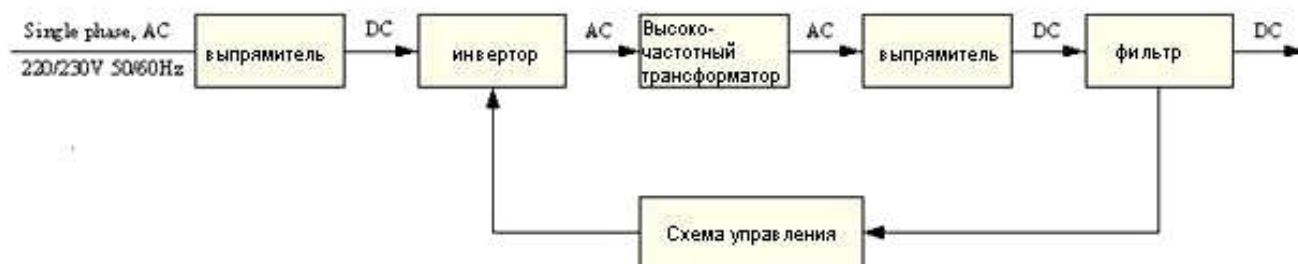 Single phase, AC
220/230V 50/60Hz
выпрямитель
DC
инвертор
AC
Высоко-
частотный
трансформатор
AC
выпрямитель
DC
фильтр
DC
Схема управления